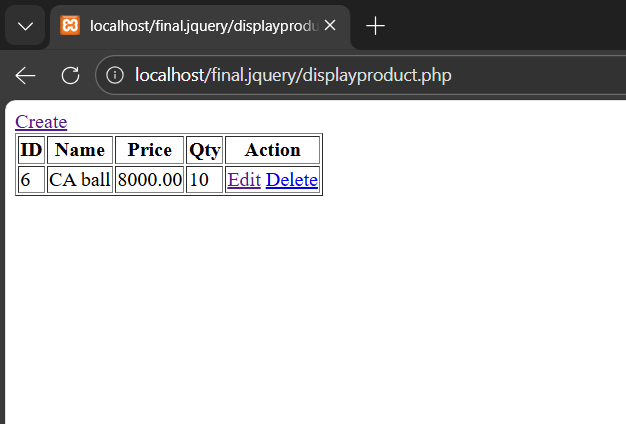 localhost/final.jquery/displayprodu
localhost/final.jquery/displayproduct.php
Create
ID Name Price Qty Action
6 CA ball 8000.00 10 Edit Delete